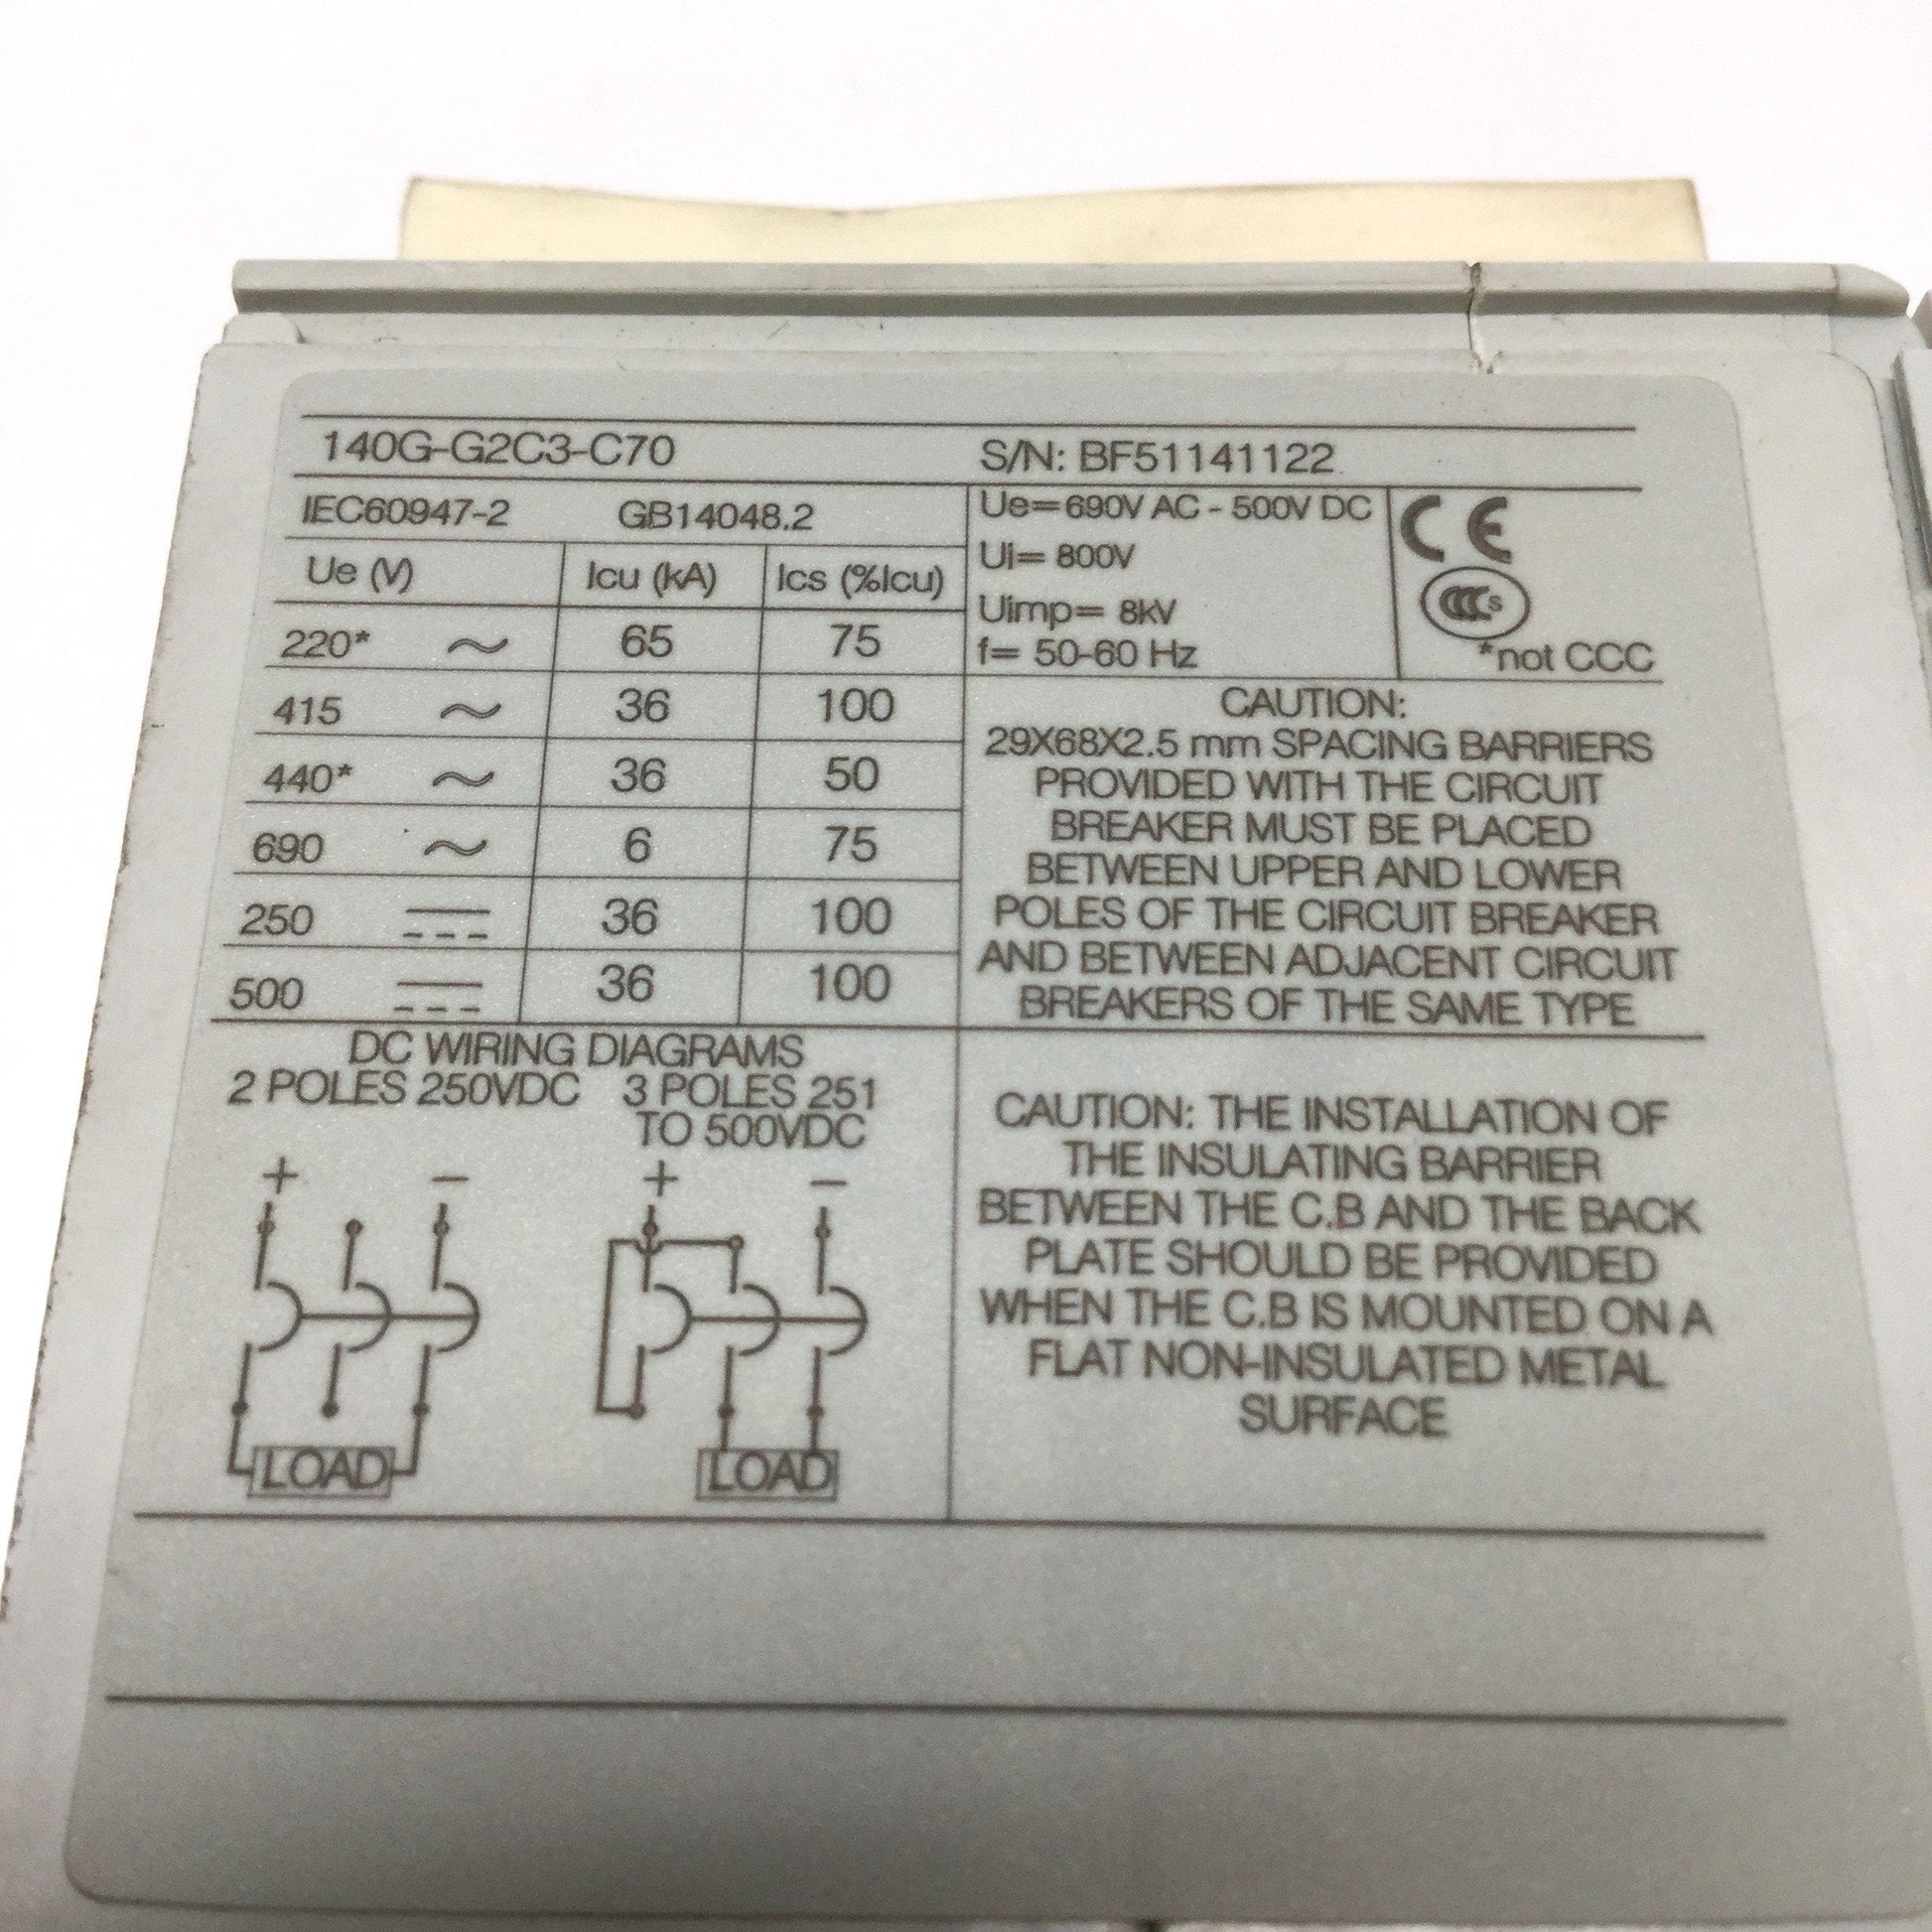 140G-G2C3-C70 S/N: BF51141122
IEC60947-2 GB14048.2
Ue (V) Icu (kA) Ics (%Icu)
220* ~ 65 75
415 ~ 36 100
440* ~ 36 50
690 ~ 6 75
250 36 100
500 36 100
Ue=690V AC - 500V DC
Ui= 800V
Uimp= 8kV
f= 50-60 Hz
CE
CCC S
*not CCC
CAUTION:
29X68X2.5 mm SPACING BARRIERS
PROVIDED WITH THE CIRCUIT
BREAKER MUST BE PLACED
BETWEEN UPPER AND LOWER
POLES OF THE CIRCUIT BREAKER
AND BETWEEN ADJACENT CIRCUIT
BREAKERS OF THE SAME TYPE
DC WIRING DIAGRAMS
2 POLES 250VDC
3 POLES 251
TO 500VDC
+ −
+ −
LOAD
LOAD
CAUTION: THE INSTALLATION OF
THE INSULATING BARRIER
BETWEEN THE C.B AND THE BACK
PLATE SHOULD BE PROVIDED
WHEN THE C.B IS MOUNTED ON A
FLAT NON-INSULATED METAL
SURFACE